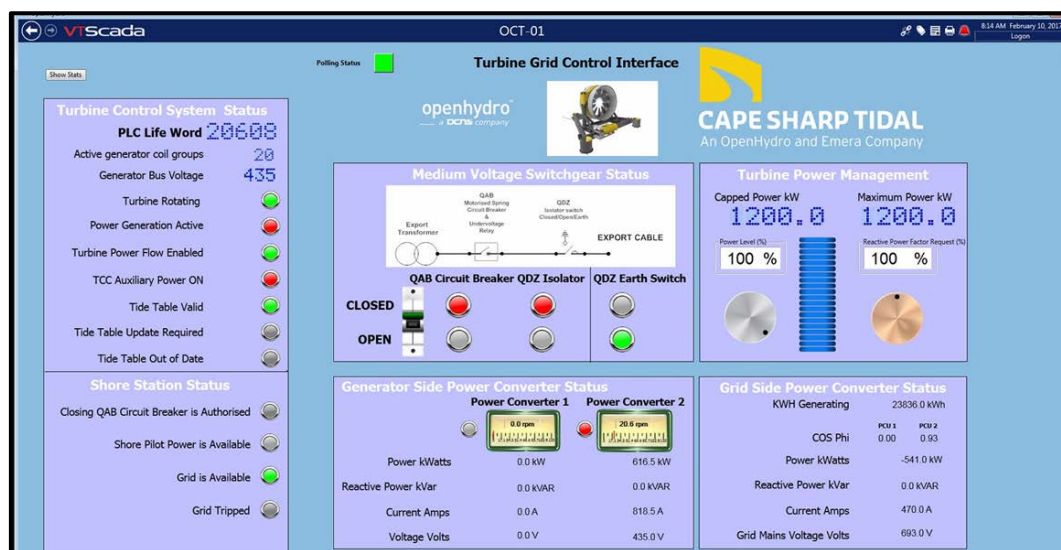 VTScada
OCT-01
8:14 AM February 10, 2017
Logon
Show Stats
Polling Status
Turbine Grid Control Interface
openhydro
a DCNS company
CAPE SHARP TIDAL
An OpenHydro and Emera Company
Turbine Control System Status
PLC Life Word 20608
Active generator coil groups 20
Generator Bus Voltage 435
Turbine Rotating
Power Generation Active
Turbine Power Flow Enabled
TCC Auxiliary Power ON
Tide Table Valid
Tide Table Update Required
Tide Table Out of Date
Shore Station Status
Closing QAB Circuit Breaker is Authorised
Shore Pilot Power is Available
Grid is Available
Grid Tripped
Medium Voltage Switchgear Status
QAB
Motorised Spring
Circuit Breaker
&
Undervoltage
Relay
QDZ
Isolator switch
Closed/Open/Earth
Export
Transformer
EXPORT CABLE
QAB Circuit Breaker QDZ Isolator QDZ Earth Switch
CLOSED
OPEN
Turbine Power Management
Capped Power kW Maximum Power kW
1200.0 1200.0
Power Level (%) Reactive Power Factor Request (%)
100 % 100 %
Generator Side Power Converter Status
Power Converter 1 Power Converter 2
0.0 rpm 20.6 rpm
Power kWatts 0.0 kW 616.5 kW
Reactive Power kVar 0.0 kVAR 0.0 kVAR
Current Amps 0.0 A 818.5 A
Voltage Volts 0.0 V 435.0 V
Grid Side Power Converter Status
KWH Generating 23836.0 kWh
PCU 1 PCU 2
COS Phi 0.00 0.93
Power kWatts -541.0 kW
Reactive Power kVar 0.0 kVAR
Current Amps 470.0 A
Grid Mains Voltage Volts 693.0 V